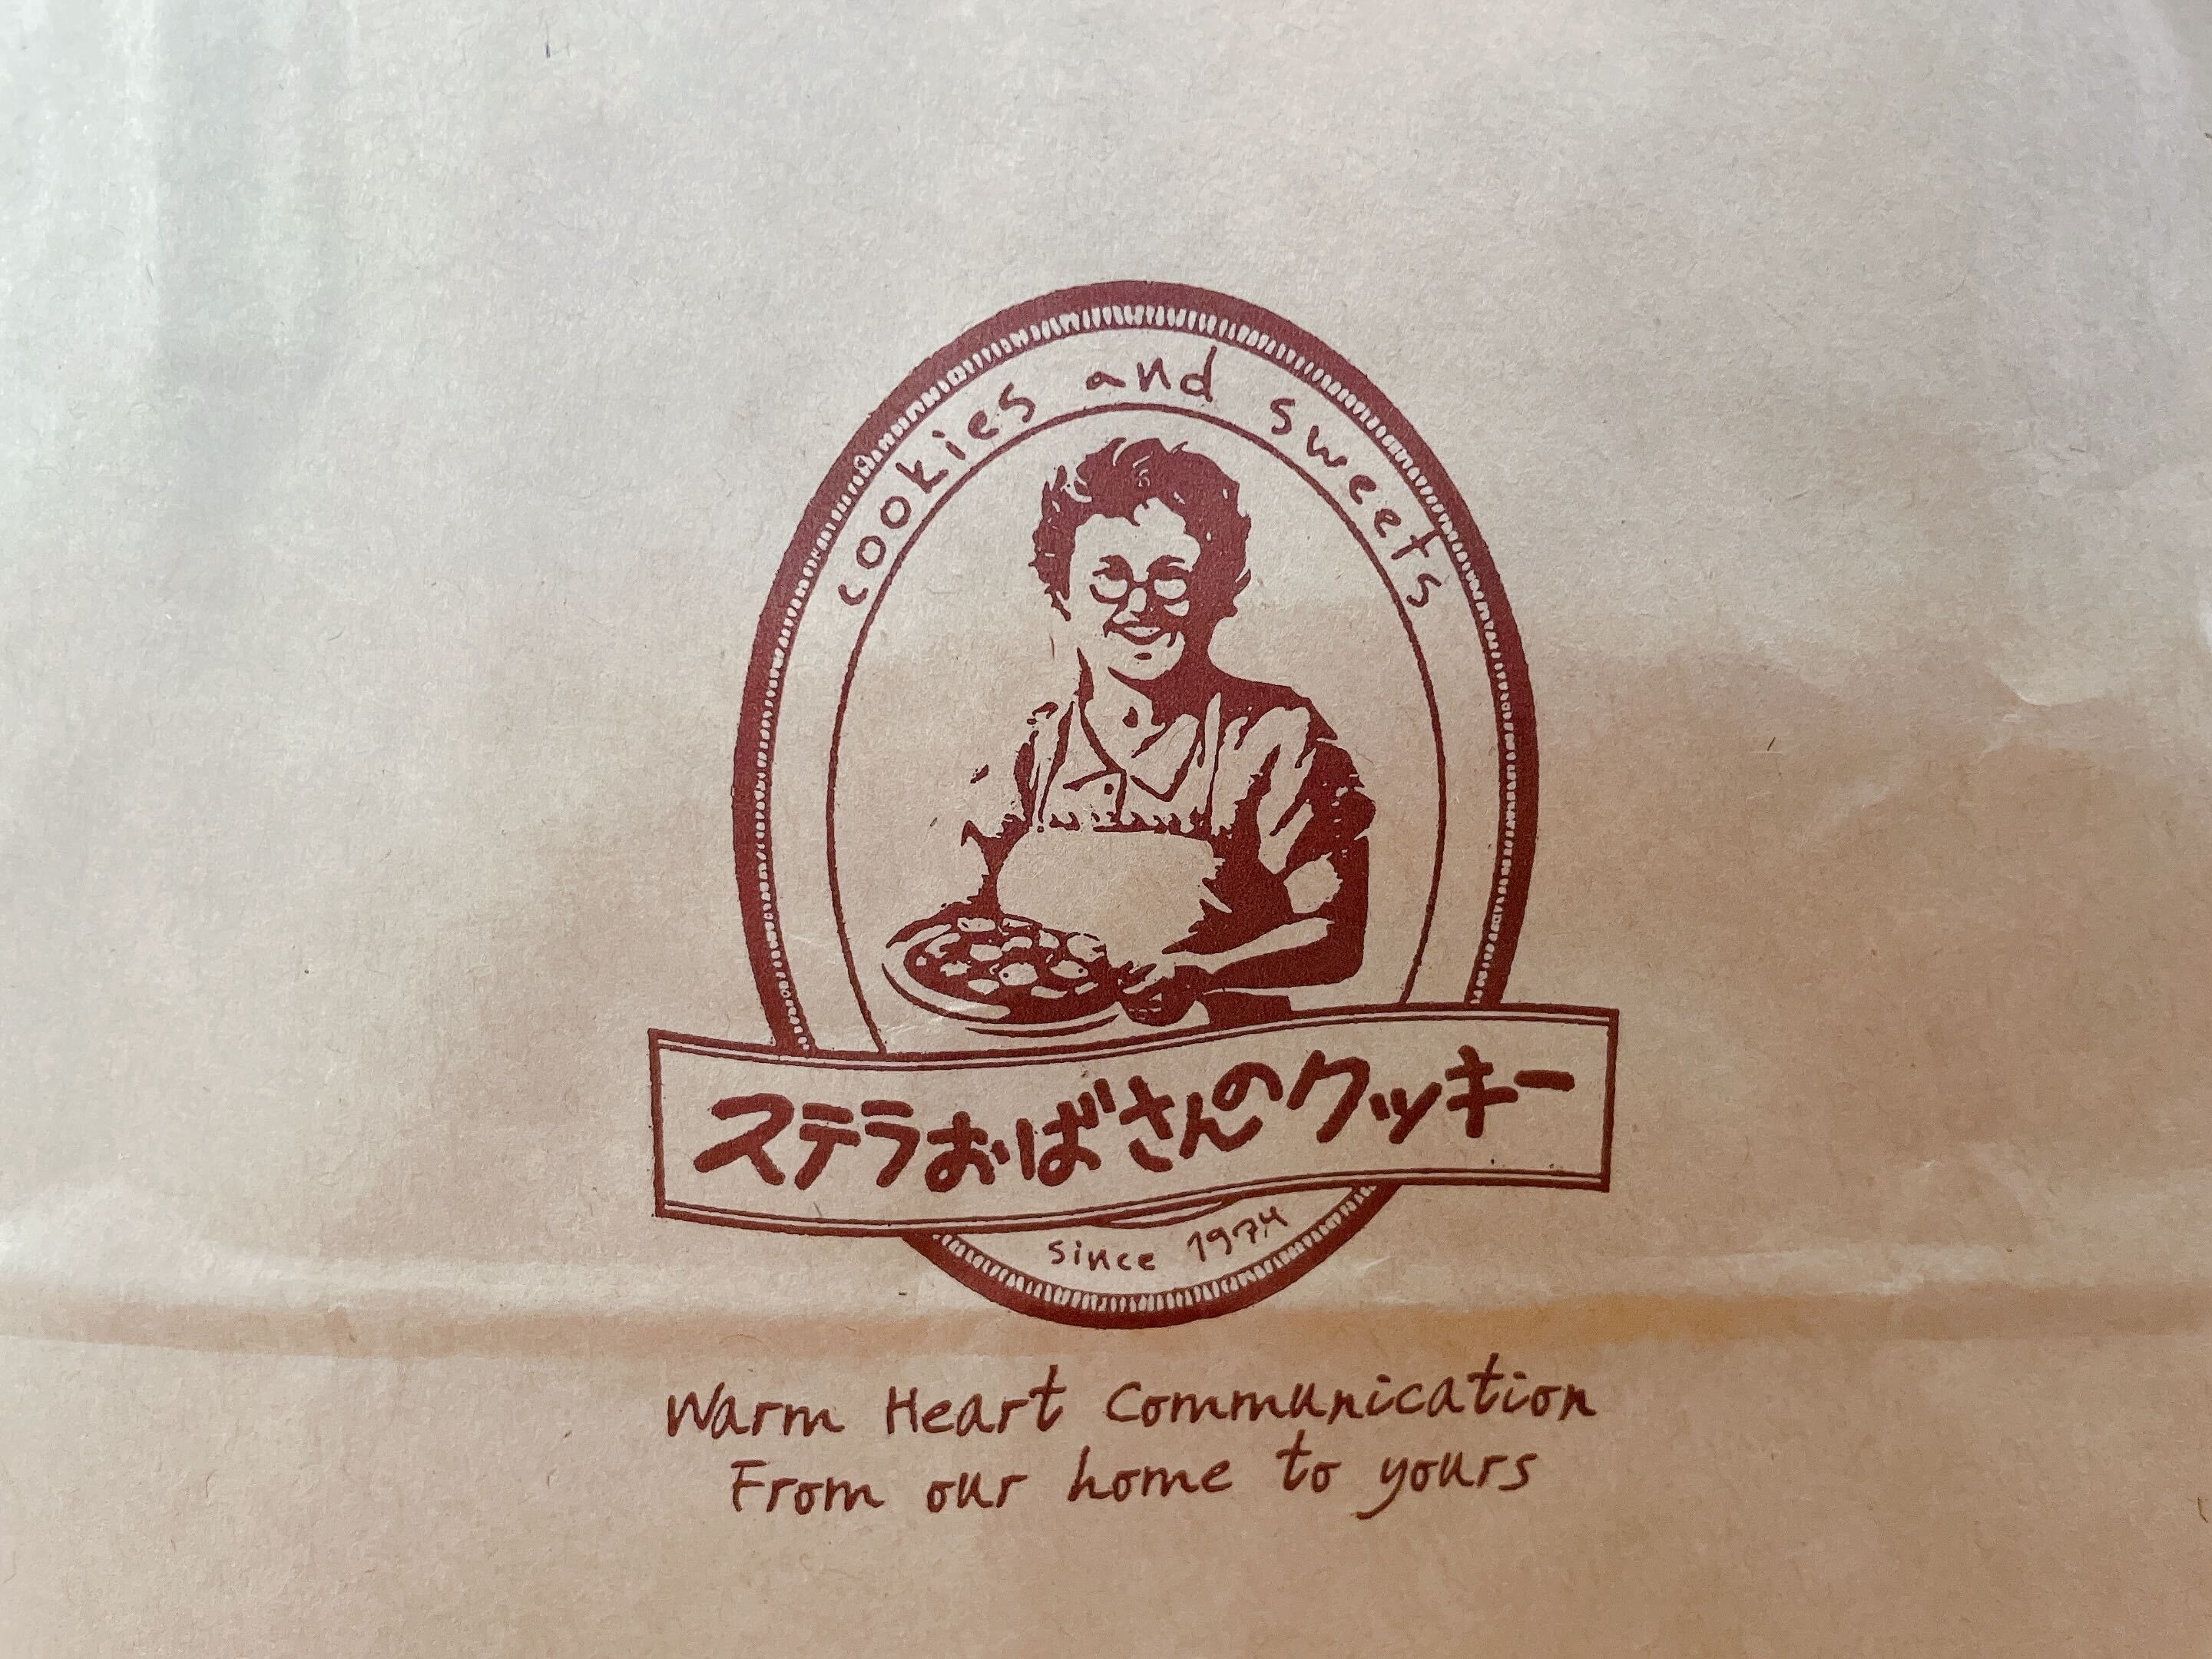 cookies and sweets
ステラおばさんのクッキー
since 1974
Warm Heart Communication
From our home to yours